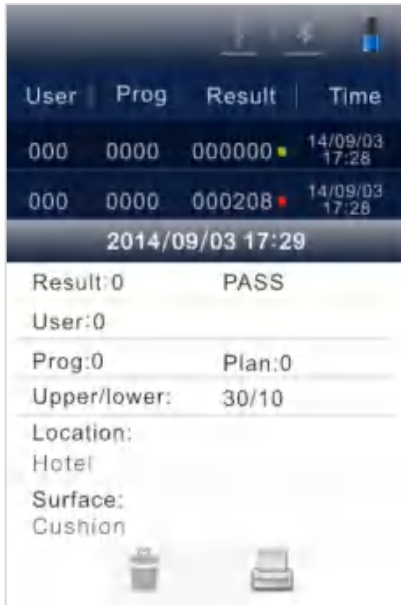 User Prog Result Time
000 0000 000000 14/09/03 17:28
000 0000 000208 14/09/03 17:28
2014/09/03 17:29
Result:0 PASS
User:0
Prog:0 Plan:0
Upper/lower: 30/10
Location:
Hotel
Surface:
Cushion